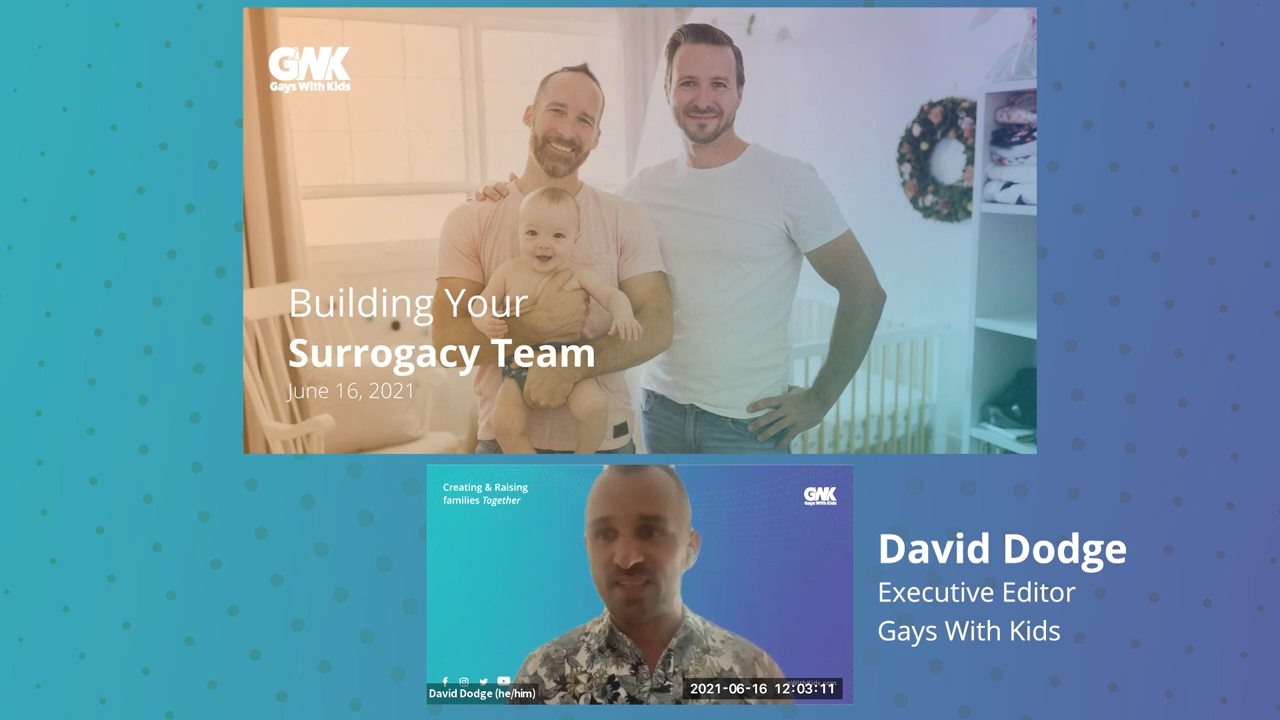 GWK
Gays With Kids
Building Your
Surrogacy Team
June 16, 2021
Creating & Raising
families Together
GWK
Gays With Kids
David Dodge (he/him)
2021-06-16 12:03:11
David Dodge
Executive Editor
Gays With Kids